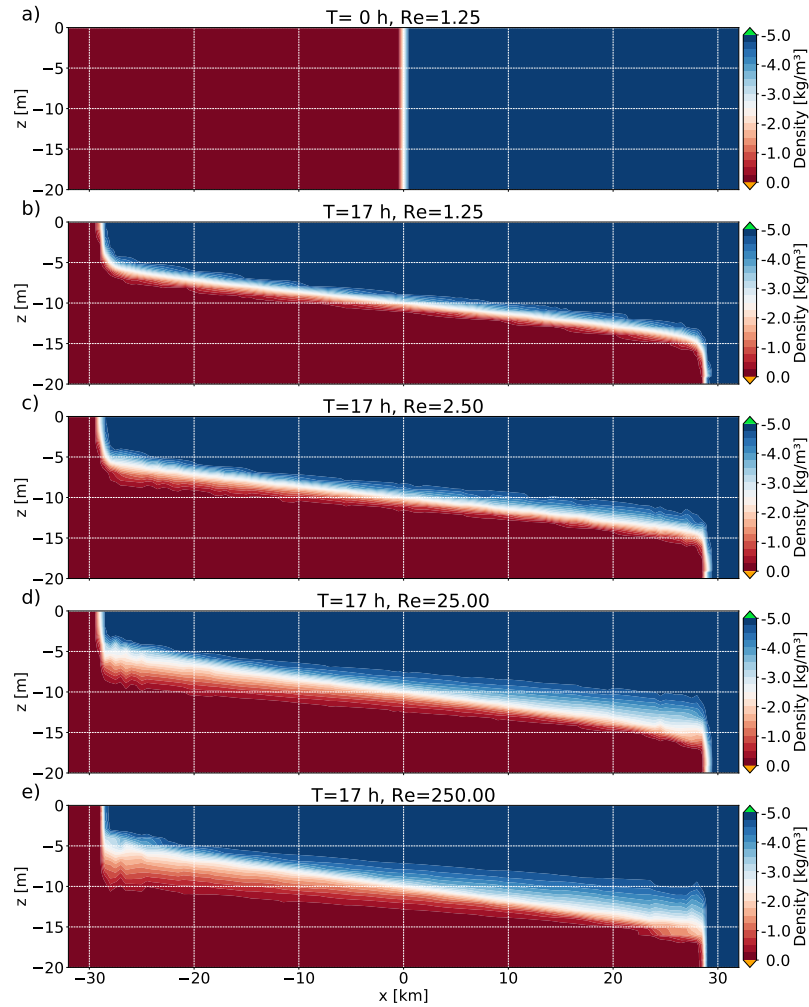 a)
T= 0 h, Re=1.25
0
−5
−10
−15
−20
z [m]
-5.0
-4.0
-3.0
-2.0
-1.0
0.0
Density [kg/m³]
b)
T=17 h, Re=1.25
0
−5
−10
−15
−20
z [m]
-5.0
-4.0
-3.0
-2.0
-1.0
0.0
Density [kg/m³]
c)
T=17 h, Re=2.50
0
−5
−10
−15
−20
z [m]
-5.0
-4.0
-3.0
-2.0
-1.0
0.0
Density [kg/m³]
d)
T=17 h, Re=25.00
0
−5
−10
−15
−20
z [m]
-5.0
-4.0
-3.0
-2.0
-1.0
0.0
Density [kg/m³]
e)
T=17 h, Re=250.00
0
−5
−10
−15
−20
z [m]
-5.0
-4.0
-3.0
-2.0
-1.0
0.0
Density [kg/m³]
−30 −20 −10 0 10 20 30
x [km]